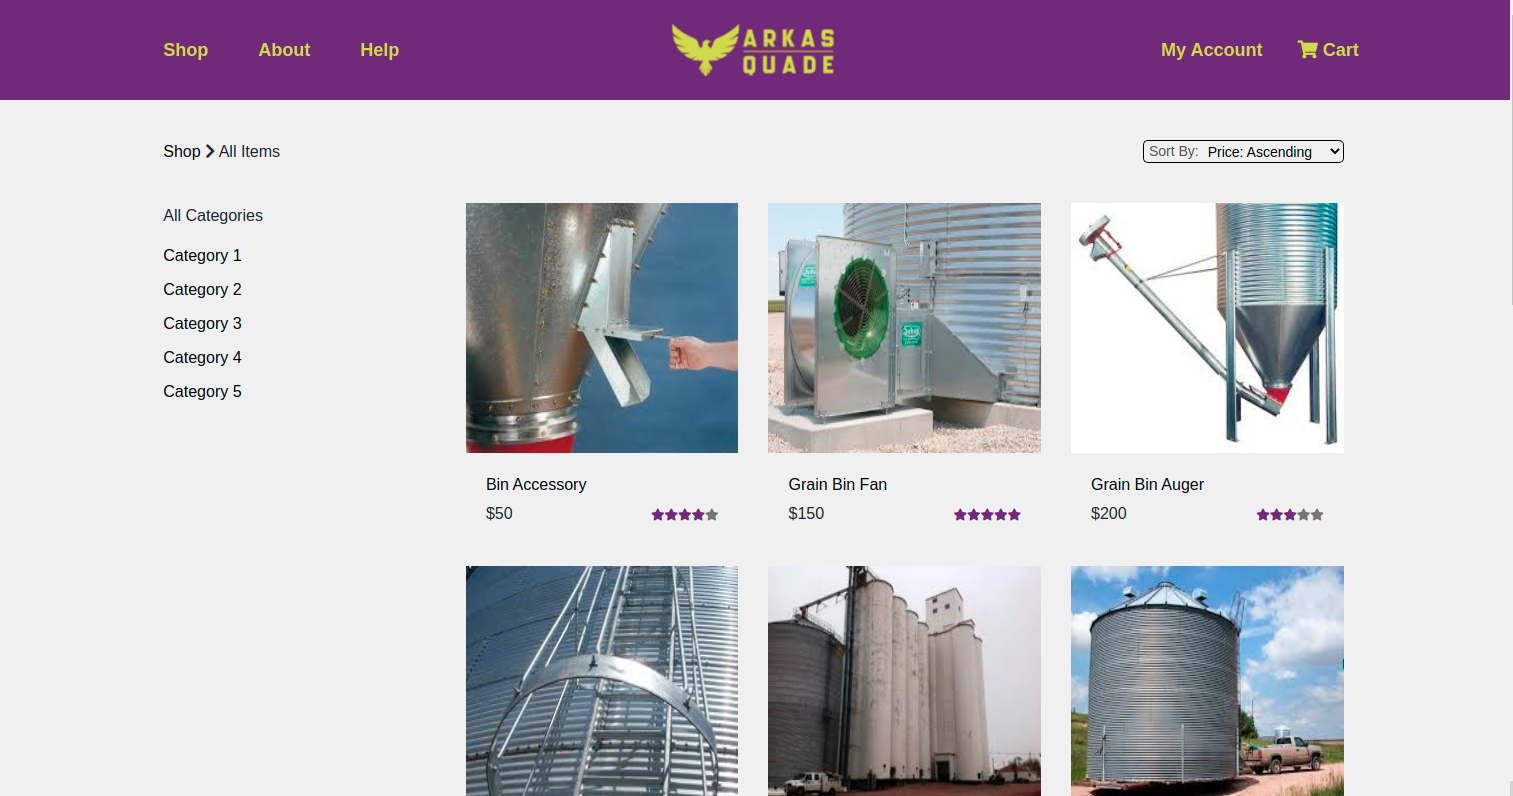 Shop About Help ARKAS QUADE My Account Cart
Shop All Items
Sort By: Price: Ascending
All Categories
Category 1
Category 2
Category 3
Category 4
Category 5
Bin Accessory
$50
Grain Bin Fan
$150
Grain Bin Auger
$200